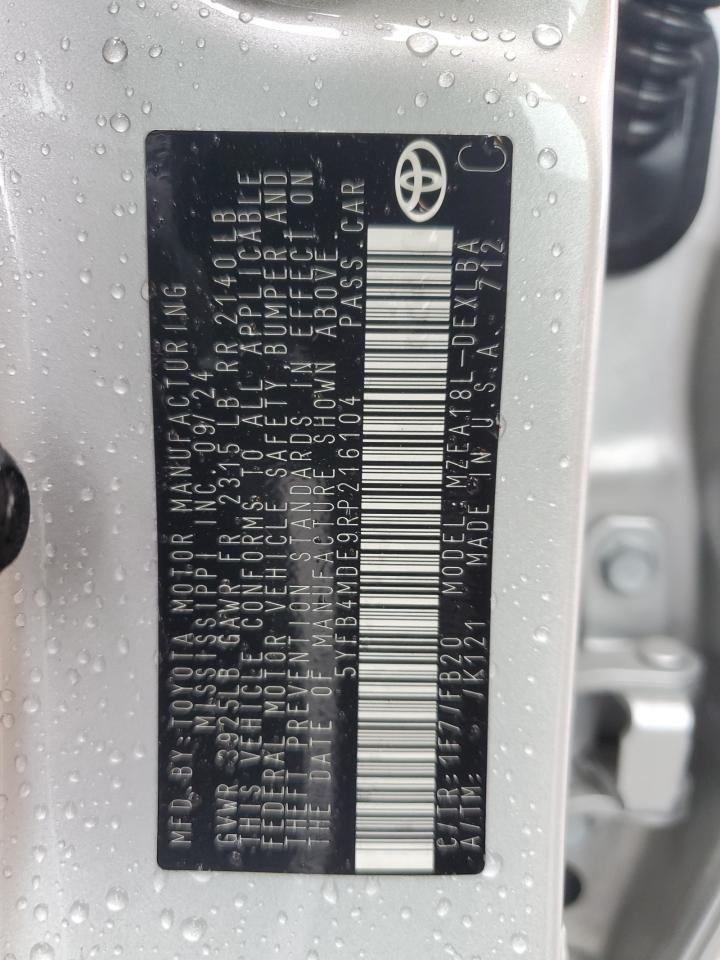 MFD. BY: TOYOTA MOTOR MANUFACTURING
MISSISSIPPI INC. 09/24
GVWR 3925LB GAWR FR 2315 LB RR 2140LB
THIS VEHICLE CONFORMS TO ALL APPLICABLE
FEDERAL MOTOR VEHICLE SAFETY, BUMPER AND
THEFT PREVENTION STANDARDS IN EFFECT ON
THE DATE OF MANUFACTURE SHOWN ABOVE.
5YFB4MDE9RP216104 PASS.CAR
C/TR: 1F7/FB20 MODEL: MZEA18L-DEXLBA
A/TM: /K121 MADE IN U.S.A. 712
C